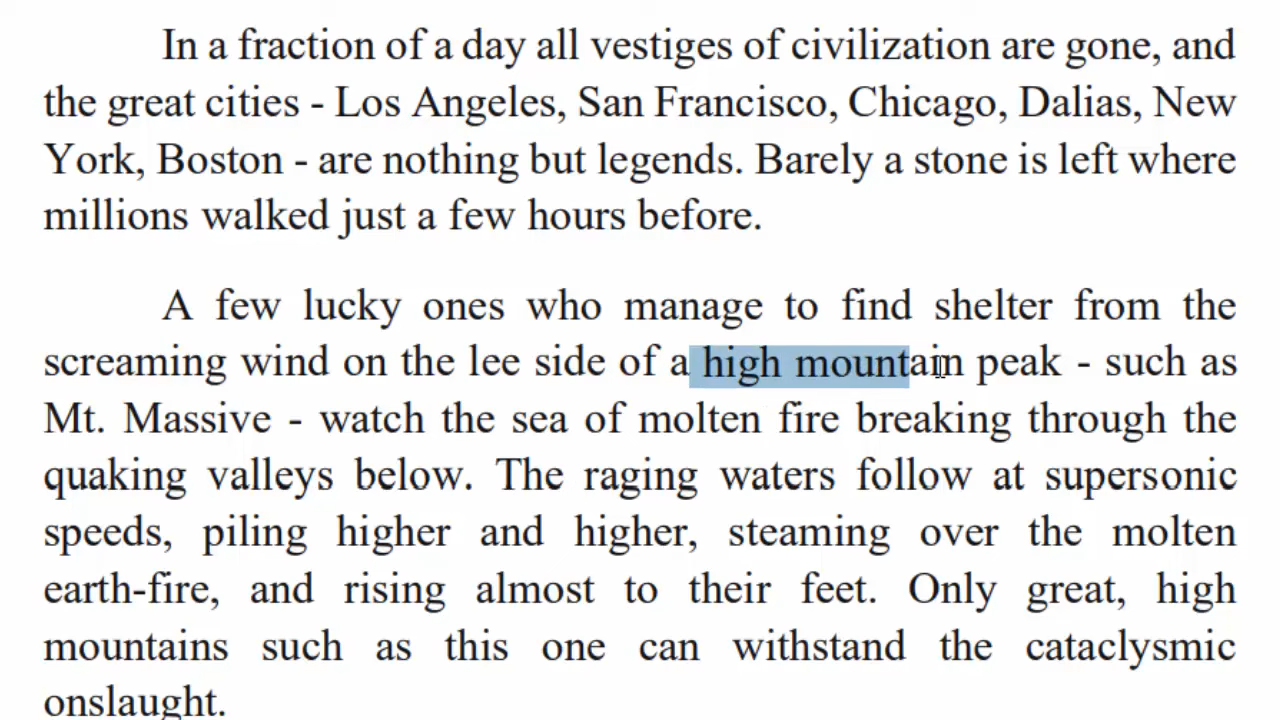 In a fraction of a day all vestiges of civilization are gone, and
the great cities - Los Angeles, San Francisco, Chicago, Dalias, New
York, Boston - are nothing but legends. Barely a stone is left where
millions walked just a few hours before.
A few lucky ones who manage to find shelter from the
screaming wind on the lee side of a high mountain peak - such as
Mt. Massive - watch the sea of molten fire breaking through the
quaking valleys below. The raging waters follow at supersonic
speeds, piling higher and higher, steaming over the molten
earth-fire, and rising almost to their feet. Only great, high
mountains such as this one can withstand the cataclysmic
onslaught.